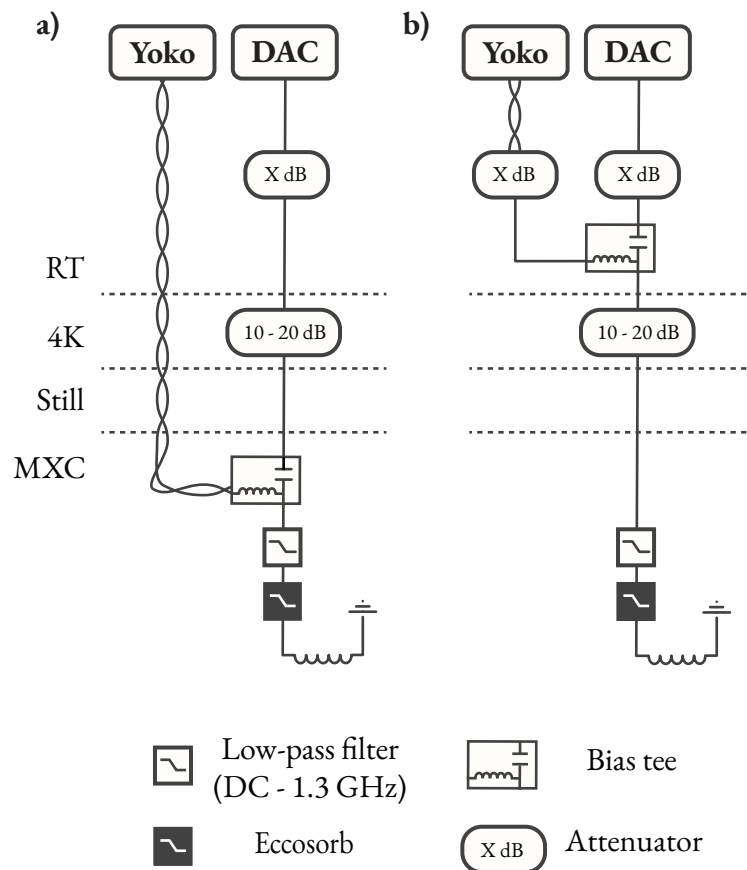 a)
Yoko
DAC
X dB
10 - 20 dB
b)
Yoko
DAC
X dB
X dB
10 - 20 dB
RT
4K
Still
MXC
Low-pass filter
(DC - 1.3 GHz)
Bias tee
Eccosorb
X dB
Attenuator